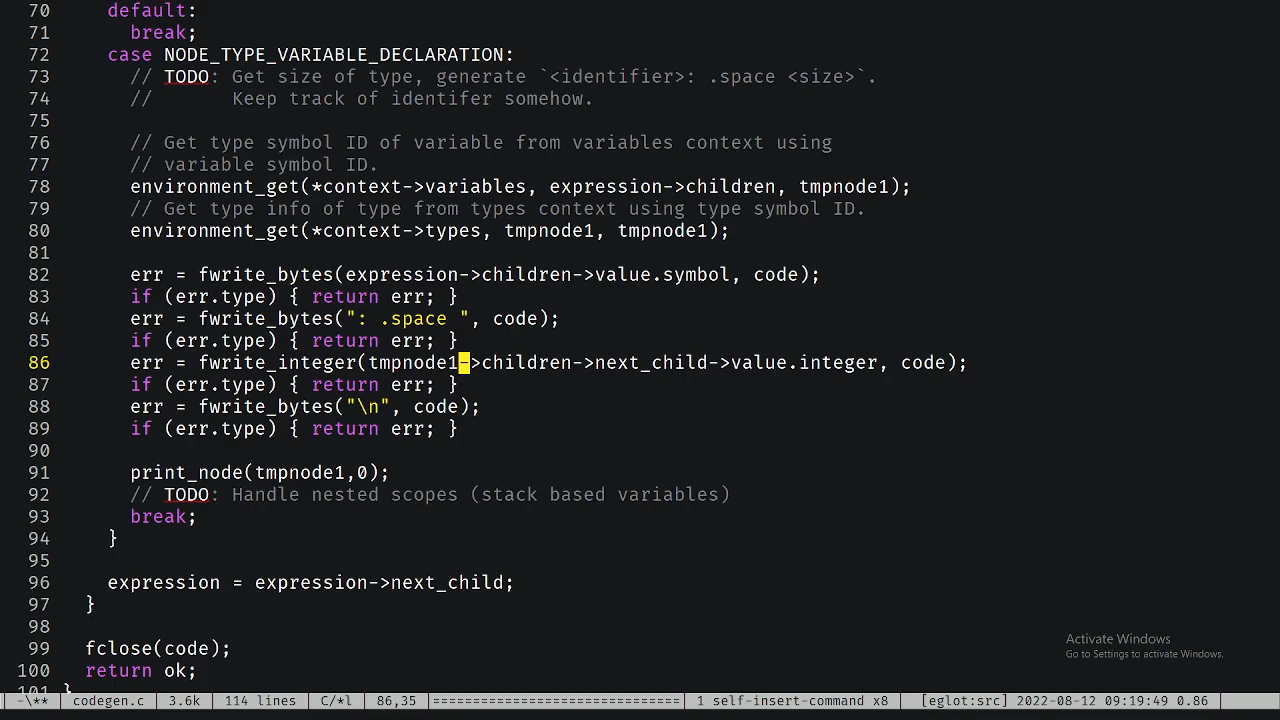 70     default:
71       break;
72     case NODE_TYPE_VARIABLE_DECLARATION:
73       // TODO: Get size of type, generate `<identifier>: .space <size>`.
74       //       Keep track of identifer somehow.
75
76       // Get type symbol ID of variable from variables context using
77       // variable symbol ID.
78       environment_get(*context->variables, expression->children, tmpnode1);
79       // Get type info of type from types context using type symbol ID.
80       environment_get(*context->types, tmpnode1, tmpnode1);
81
82       err = fwrite_bytes(expression->children->value.symbol, code);
83       if (err.type) { return err; }
84       err = fwrite_bytes(": .space ", code);
85       if (err.type) { return err; }
86       err = fwrite_integer(tmpnode1->children->next_child->value.integer, code);
87       if (err.type) { return err; }
88       err = fwrite_bytes("\n", code);
89       if (err.type) { return err; }
90
91       print_node(tmpnode1,0);
92       // TODO: Handle nested scopes (stack based variables)
93       break;
94     }
95
96     expression = expression->next_child;
97   }
98
99   fclose(code);
100   return ok;
101 }
Activate Windows
Go to Settings to activate Windows.
-\** codegen.c 3.6k 114 lines C/*l 86,35 ============================= 1 self-insert-command x8 [eglot:src] 2022-08-12 09:19:49 0.86